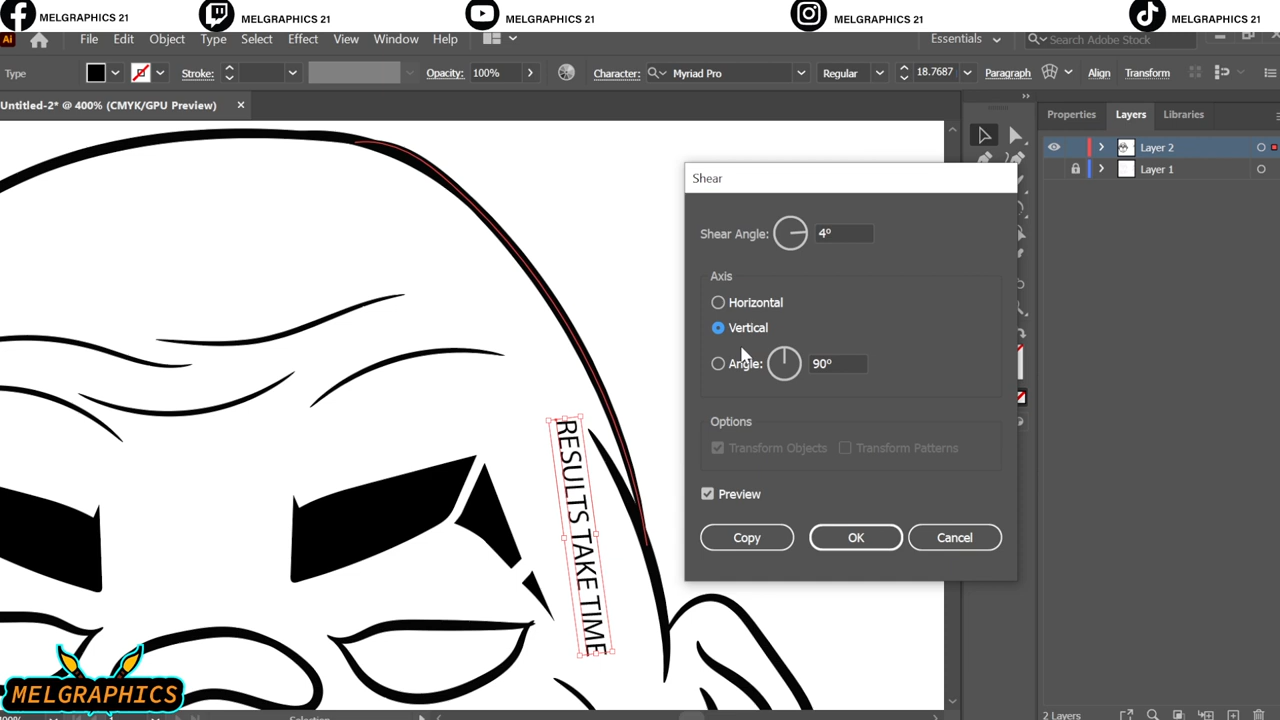 MELGRAPHICS 21 MELGRAPHICS 21 MELGRAPHICS 21 MELGRAPHICS 21 MELGRAPHICS 21
Ai File Edit Object Type Select Effect View Window Help Essentials Search Adobe Stock
Type Stroke: Opacity: 100% Character: Myriad Pro Regular 18.7687 Paragraph Align Transform
Untitled-2* @ 400% (CMYK/GPU Preview)
Properties Layers Libraries
Layer 2
Layer 1
Shear
Shear Angle: 4°
Axis
Horizontal
Vertical
Angle: 90°
Options
Transform Objects Transform Patterns
Preview
Copy OK Cancel
RESULTS TAKE TIME
MELGRAPHICS
2 Layers